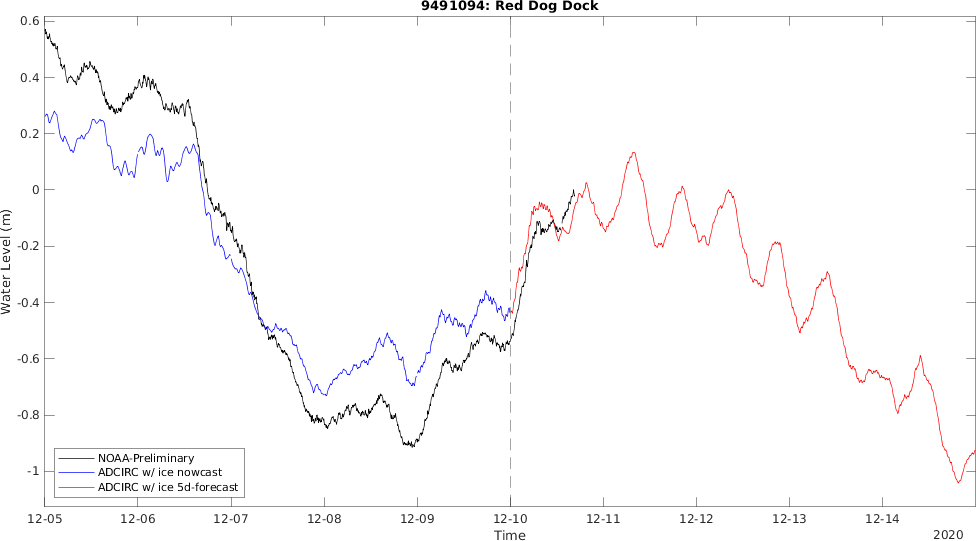 9491094: Red Dog Dock
0.6
0.4
0.2
0
-0.2
-0.4
-0.6
-0.8
-1
Water Level (m)
NOAA-Preliminary
ADCIRC w/ ice nowcast
ADCIRC w/ ice 5d-forecast
12-05 12-06 12-07 12-08 12-09 12-10 12-11 12-12 12-13 12-14
Time
2020